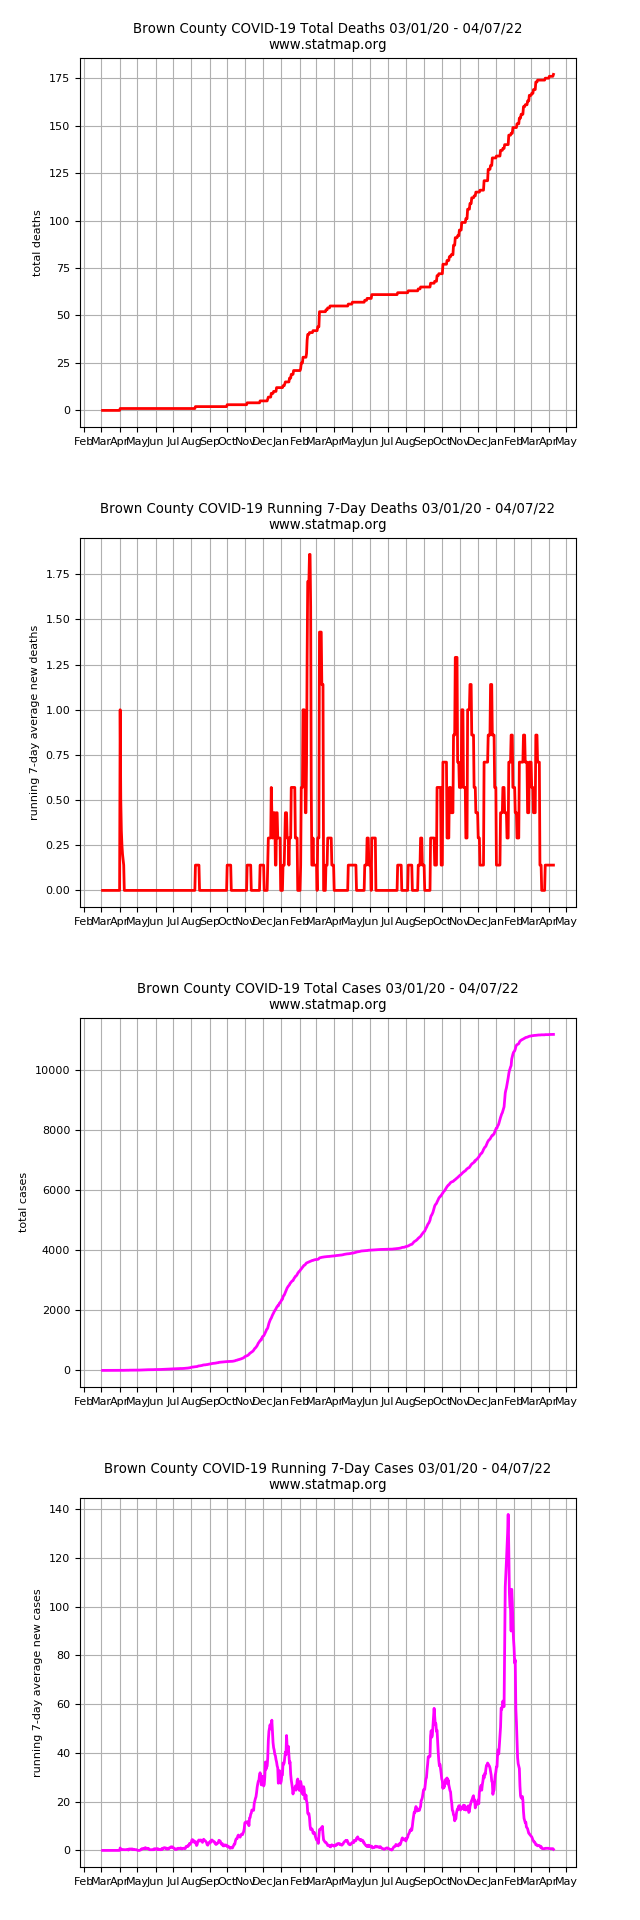 Brown County COVID-19 Total Deaths 03/01/20 - 04/07/22
www.statmap.org
175
150
125
100
75
50
25
0
total deaths
Feb Mar Apr May Jun Jul Aug Sep Oct Nov Dec Jan Feb Mar Apr May Jun Jul Aug Sep Oct Nov Dec Jan Feb Mar Apr May
Brown County COVID-19 Running 7-Day Deaths 03/01/20 - 04/07/22
www.statmap.org
1.75
1.50
1.25
1.00
0.75
0.50
0.25
0.00
running 7-day average new deaths
Feb Mar Apr May Jun Jul Aug Sep Oct Nov Dec Jan Feb Mar Apr May Jun Jul Aug Sep Oct Nov Dec Jan Feb Mar Apr May
Brown County COVID-19 Total Cases 03/01/20 - 04/07/22
www.statmap.org
10000
8000
6000
4000
2000
0
total cases
Feb Mar Apr May Jun Jul Aug Sep Oct Nov Dec Jan Feb Mar Apr May Jun Jul Aug Sep Oct Nov Dec Jan Feb Mar Apr May
Brown County COVID-19 Running 7-Day Cases 03/01/20 - 04/07/22
www.statmap.org
140
120
100
80
60
40
20
0
running 7-day average new cases
Feb Mar Apr May Jun Jul Aug Sep Oct Nov Dec Jan Feb Mar Apr May Jun Jul Aug Sep Oct Nov Dec Jan Feb Mar Apr May